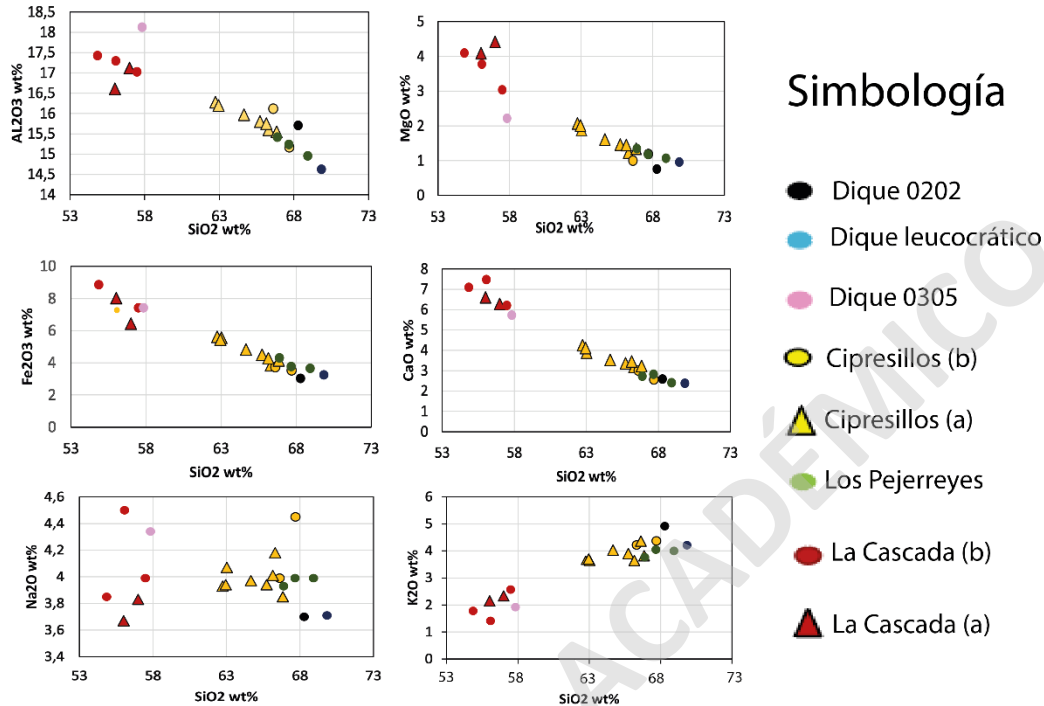 18,5
18
17,5
17
16,5
16
15,5
15
14,5
14
Al2O3 wt%
53 58 63 68 73
SiO2 wt%
5
4
3
2
1
0
MgO wt%
53 58 63 68 73
SiO2 wt%
10
8
6
4
2
0
Fe2O3 wt%
53 58 63 68 73
SiO2 wt%
8
7
6
5
4
3
2
1
0
CaO wt%
53 58 63 68 73
SiO2 wt%
4,6
4,4
4,2
4
3,8
3,6
3,4
Na2O wt%
53 58 63 68 73
SiO2 wt%
6
5
4
3
2
1
0
K2O wt%
53 58 63 68 73
SiO2 wt%
Simbología
Dique 0202
Dique leucocrático
Dique 0305
Cipresillos (b)
Cipresillos (a)
Los Pejerreyes
La Cascada (b)
La Cascada (a)
ACADÉMICO